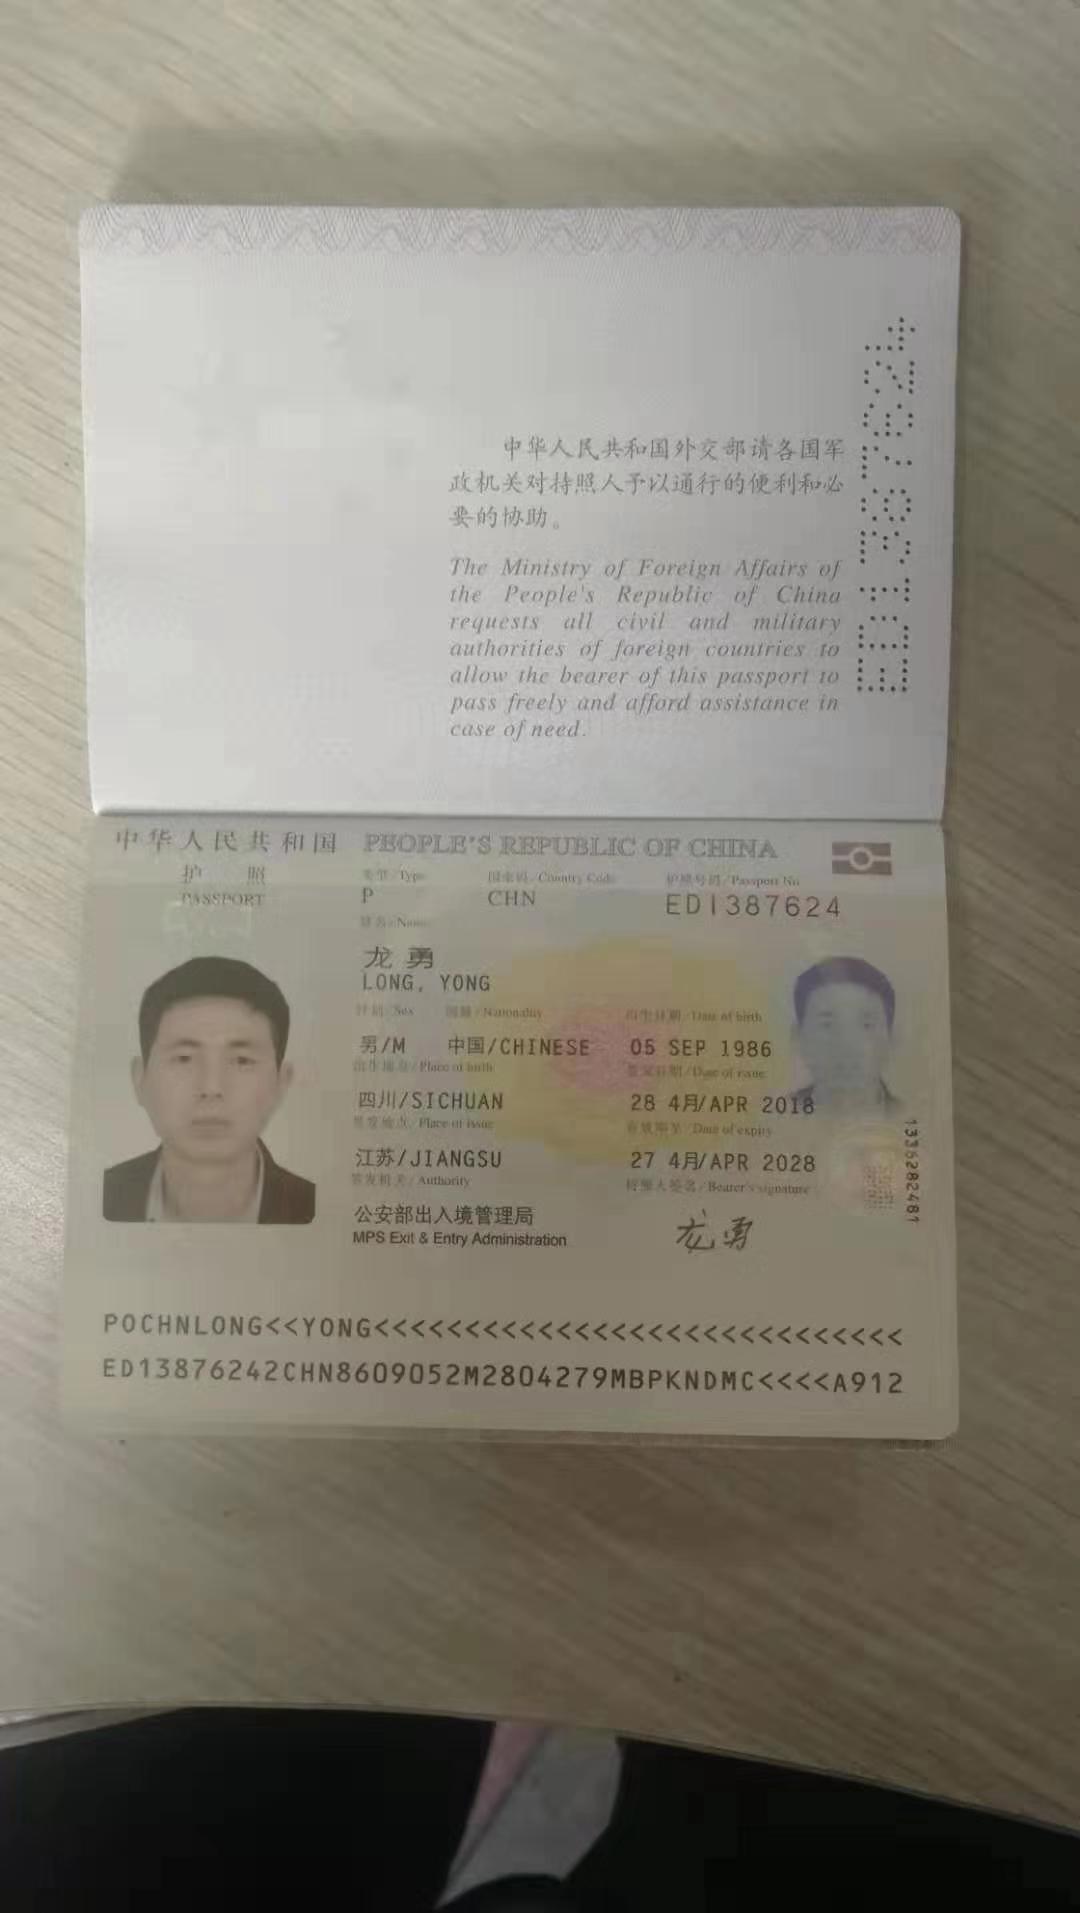 中华人民共和国外交部请各国军
政机关对持照人予以通行的便利和必
要的协助。
The Ministry of Foreign Affairs of
the People's Republic of China
requests all civil and military
authorities of foreign countries to
allow the bearer of this passport to
pass freely and afford assistance in
case of need.
ED1387624
中华人民共和国 PEOPLE'S REPUBLIC OF CHINA
护 照 类型/Type 国家码/Country Code 护照号码/Passport No
PASSPORT P CHN ED1387624
姓名/Name
龙 勇
LONG, YONG
性别/Sex 国籍/Nationality 出生日期/Date of birth
男/M 中国/CHINESE 05 SEP 1986
出生地点/Place of birth 签发日期/Date of issue
四川/SICHUAN 28 4月/APR 2018
签发地点/Place of issue 有效期至/Date of expiry
江苏/JIANGSU 27 4月/APR 2028
签发机关/Authority 持照人签名/Bearer's signature
公安部出入境管理局
MPS Exit & Entry Administration
龙勇
133628​2481
POCHNLONG<<YONG<<<<<<<<<<<<<<<<<<<<<<<<<<<<<
ED13876242CHN8609052M2804279MBPKNDMC<<<<A912